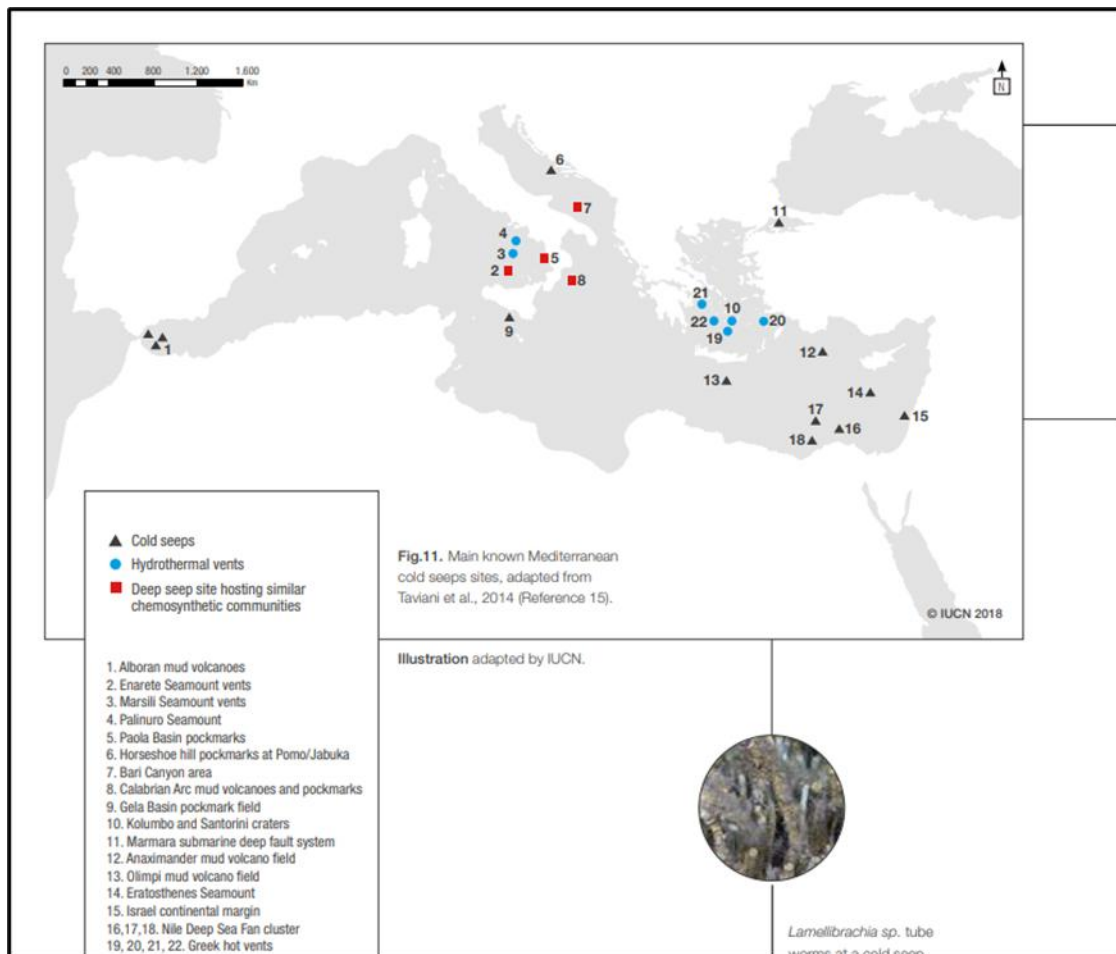 0 200 400 800 1.200 1.600
Km
N
6
7
11
4
3
5
2
8
21
10
22
20
9
19
1
12
13
14
17
15
16
18
Cold seeps
Hydrothermal vents
Deep seep site hosting similar
chemosynthetic communities
Fig.11. Main known Mediterranean
cold seeps sites, adapted from
Taviani et al., 2014 (Reference 15).
© IUCN 2018
Illustration adapted by IUCN.
1. Alboran mud volcanoes
2. Enarete Seamount vents
3. Marsili Seamount vents
4. Palinuro Seamount
5. Paola Basin pockmarks
6. Horseshoe hill pockmarks at Pomo/Jabuka
7. Bari Canyon area
8. Calabrian Arc mud volcanoes and pockmarks
9. Gela Basin pockmark field
10. Kolumbo and Santorini craters
11. Marmara submarine deep fault system
12. Anaximander mud volcano field
13. Olimpi mud volcano field
14. Eratosthenes Seamount
15. Israel continental margin
16,17,18. Nile Deep Sea Fan cluster
19, 20, 21, 22. Greek hot vents
Lamellibrachia sp. tube
worms at a cold seep